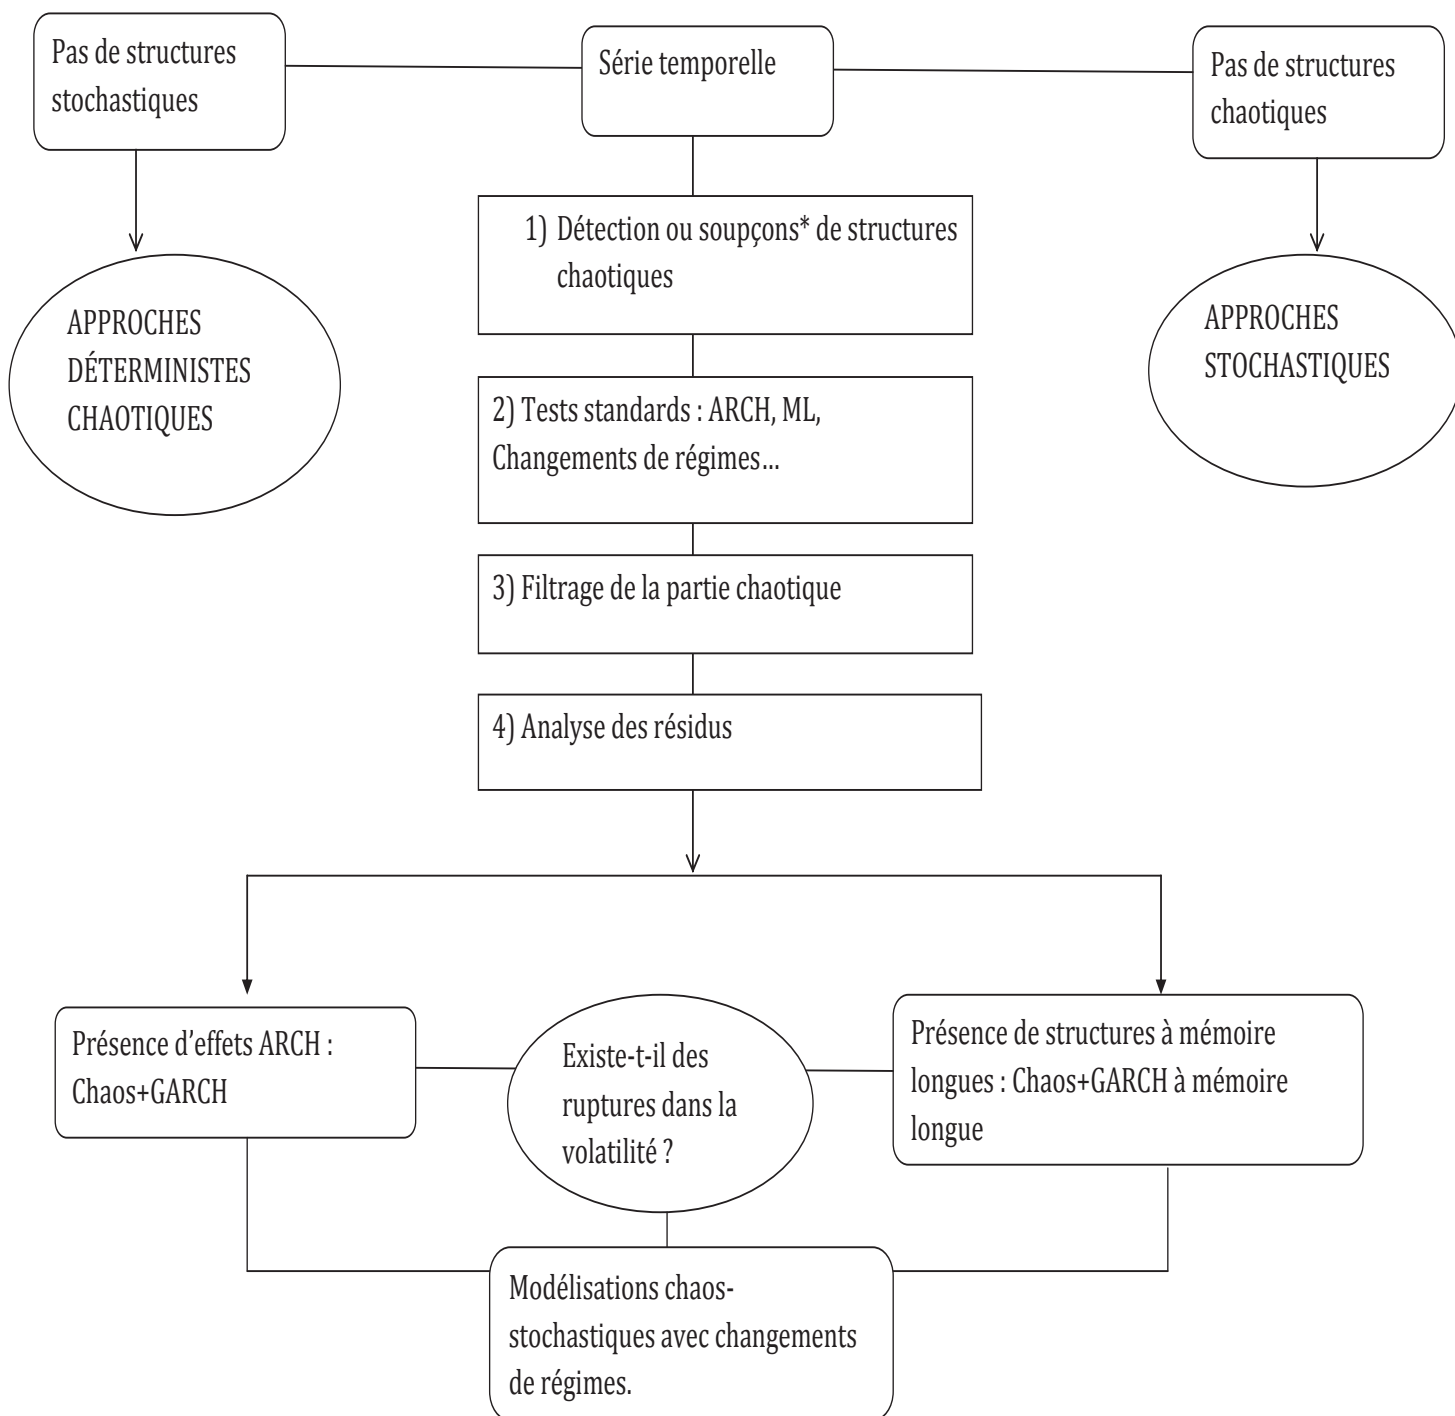 Pas de structures
stochastiques
Série temporelle
Pas de structures
chaotiques
1) Détection ou soupçons* de structures
chaotiques
APPROCHES
DÉTERMINISTES
CHAOTIQUES
APPROCHES
STOCHASTIQUES
2) Tests standards : ARCH, ML,
Changements de régimes…
3) Filtrage de la partie chaotique
4) Analyse des résidus
Présence d’effets ARCH :
Chaos+GARCH
Existe-t-il des
ruptures dans la
volatilité ?
Présence de structures à mémoire
longues : Chaos+GARCH à mémoire
longue
Modélisations chaos-
stochastiques avec changements
de régimes.